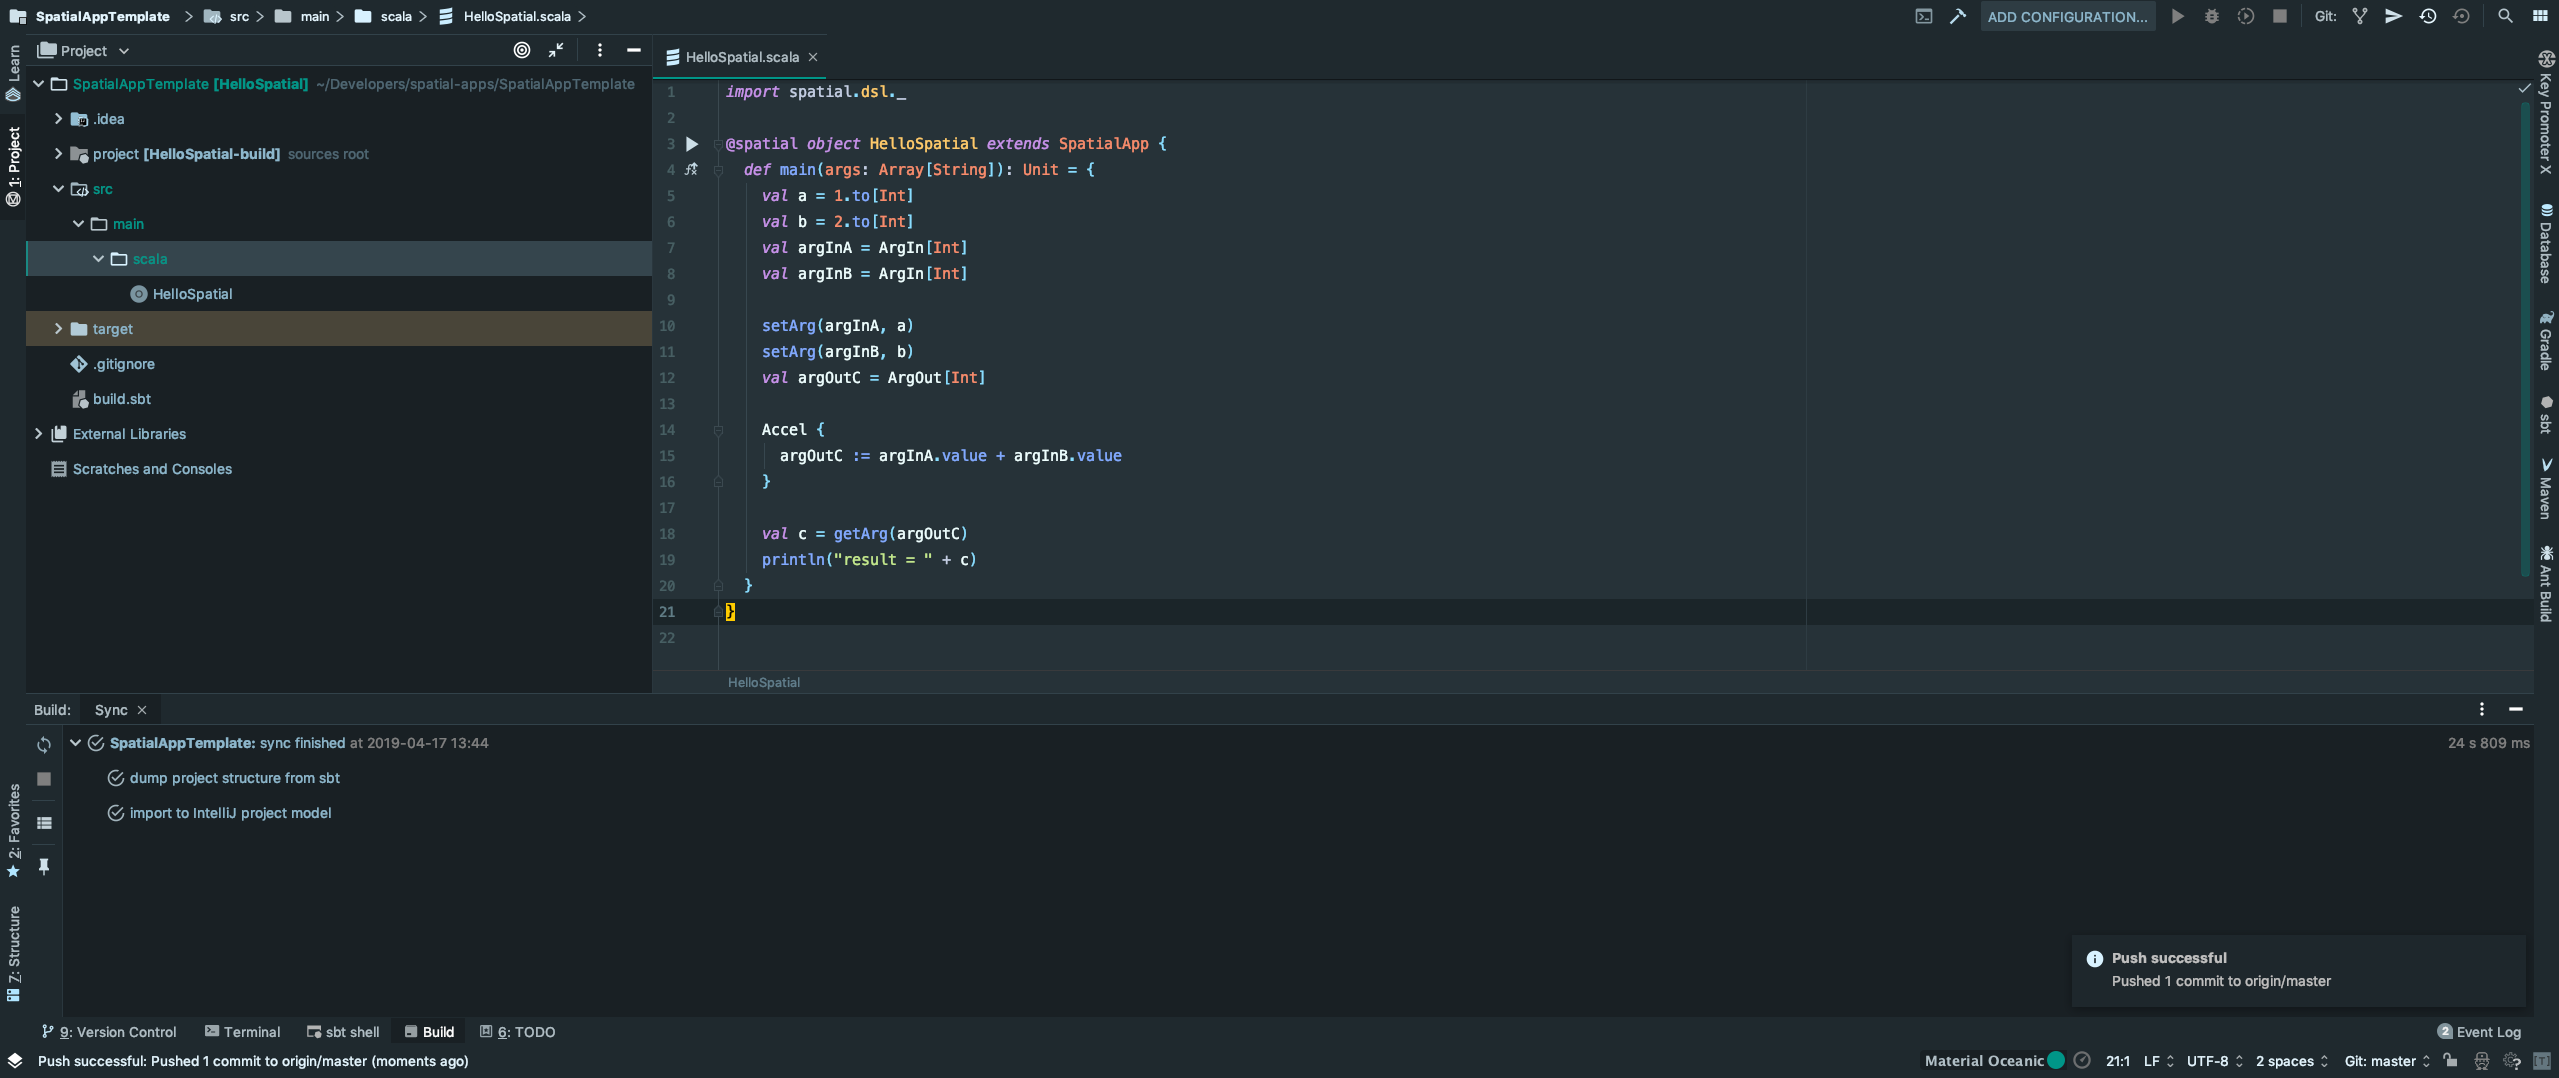 SpatialAppTemplate src main scala HelloSpatial.scala
ADD CONFIGURATION... Git:
Learn
1: Project
2: Favorites
7: Structure
Project
SpatialAppTemplate [HelloSpatial] ~/Developers/spatial-apps/SpatialAppTemplate
.idea
project [HelloSpatial-build] sources root
src
main
scala
HelloSpatial
target
.gitignore
build.sbt
External Libraries
Scratches and Consoles
HelloSpatial.scala
1 import spatial.dsl._
2
3 @spatial object HelloSpatial extends SpatialApp {
4 def main(args: Array[String]): Unit = {
5 val a = 1.to[Int]
6 val b = 2.to[Int]
7 val argInA = ArgIn[Int]
8 val argInB = ArgIn[Int]
9
10 setArg(argInA, a)
11 setArg(argInB, b)
12 val argOutC = ArgOut[Int]
13
14 Accel {
15 argOutC := argInA.value + argInB.value
16 }
17
18 val c = getArg(argOutC)
19 println("result = " + c)
20 }
21 }
22
HelloSpatial
Key Promoter X
Database
Gradle
sbt
Maven
Ant Build
Build: Sync
SpatialAppTemplate: sync finished at 2019-04-17 13:44 24 s 809 ms
dump project structure from sbt
import to IntelliJ project model
Push successful
Pushed 1 commit to origin/master
9: Version Control Terminal sbt shell Build 6: TODO 2 Event Log
Push successful: Pushed 1 commit to origin/master (moments ago) Material Oceanic 21:1 LF UTF-8 2 spaces Git: master